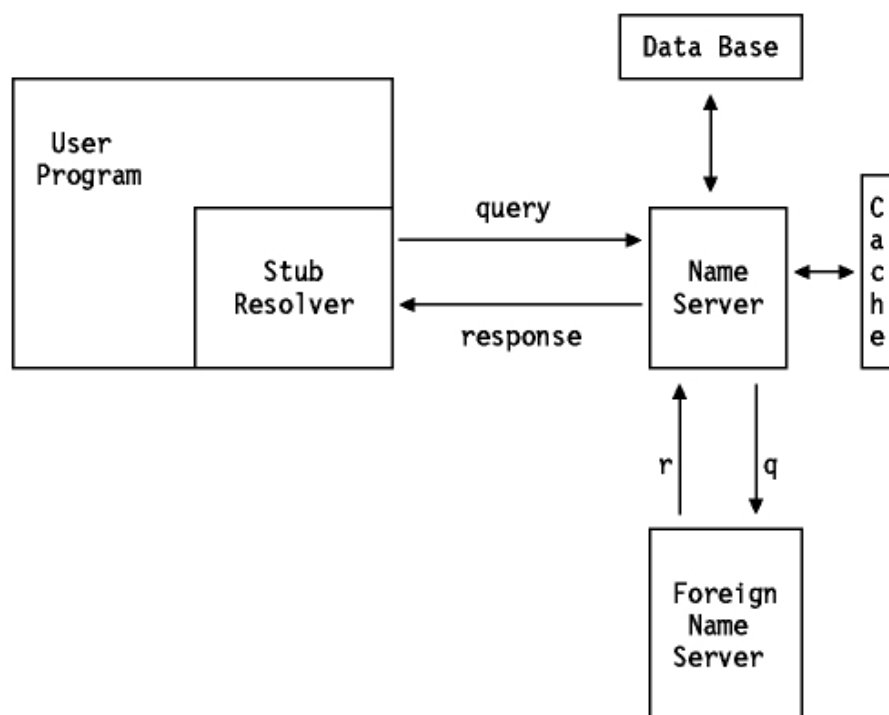 Data Base
User
Program
query
Stub
Resolver
response
Name
Server
C
a
c
h
e
r
q
Foreign
Name
Server